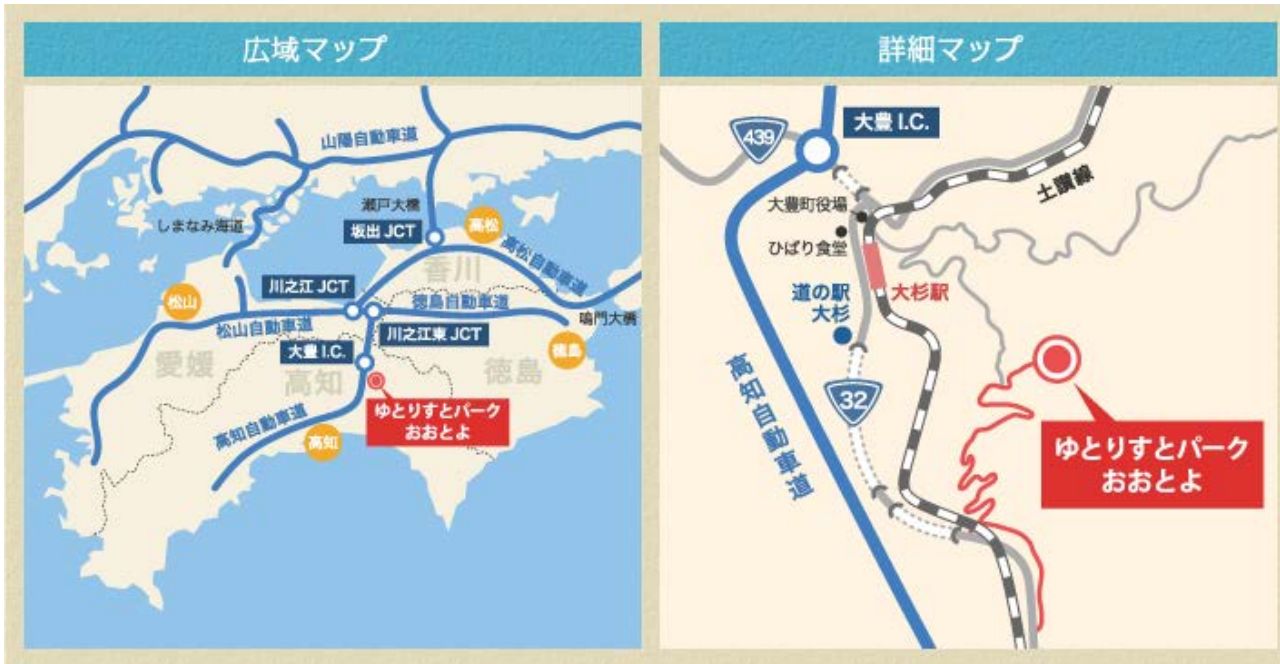 広域マップ
山陽自動車道
しまなみ海道
瀬戸大橋
坂出 JCT
高松
高松自動車道
香川
川之江 JCT
徳島自動車道
鳴門大橋
松山
松山自動車道
川之江東 JCT
徳島
大豊 I.C.
愛媛
高知
徳島
ゆとりすとパーク
おおとよ
高知自動車道
高知
詳細マップ
439
大豊 I.C.
土讃線
大豊町役場
ひばり食堂
道の駅
大杉
大杉駅
32
高知自動車道
ゆとりすとパーク
おおとよ